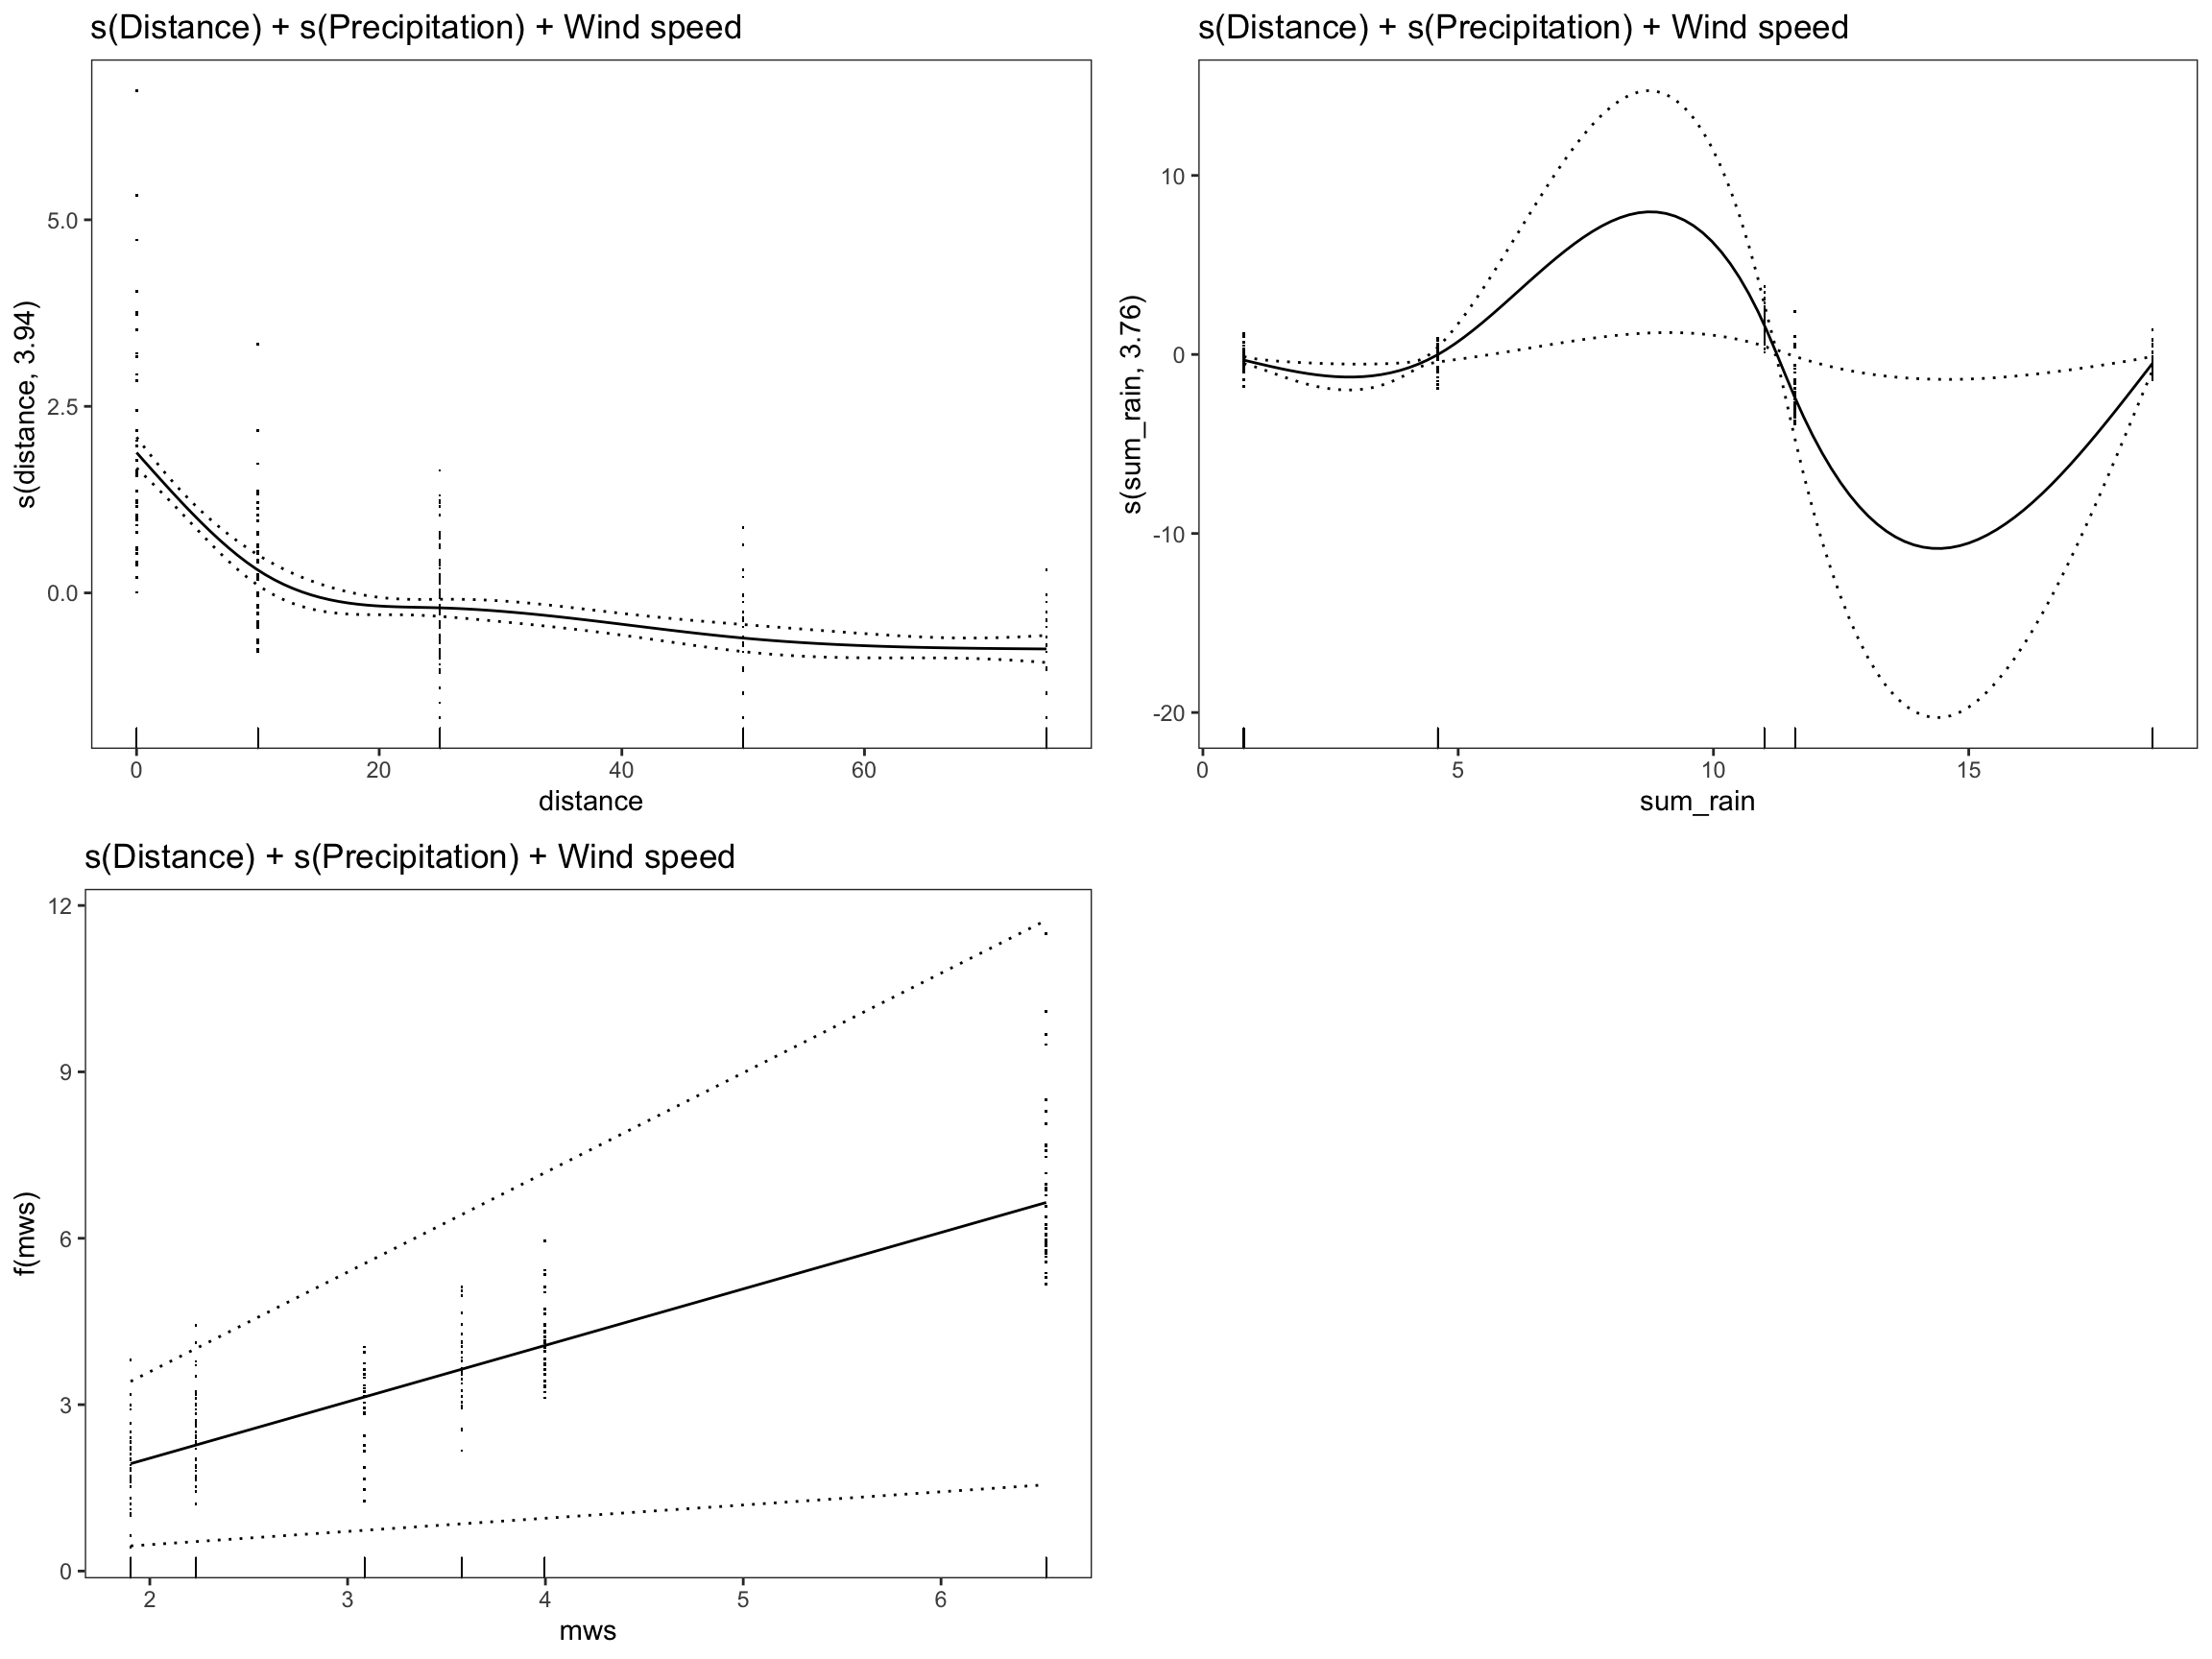 s(Distance) + s(Precipitation) + Wind speed
s(distance, 3.94)
5.0
2.5
0.0
0 20 40 60
distance
s(Distance) + s(Precipitation) + Wind speed
s(sum_rain, 3.76)
10
0
-10
-20
0 5 10 15
sum_rain
s(Distance) + s(Precipitation) + Wind speed
f(mws)
12
9
6
3
0
2 3 4 5 6
mws